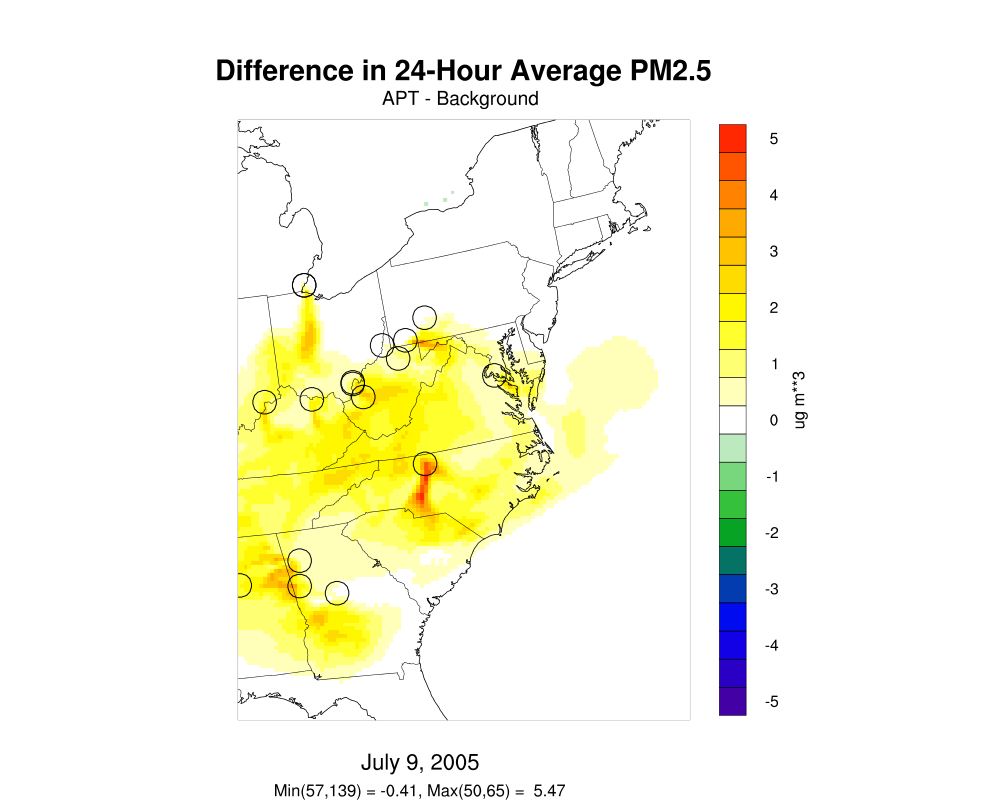 Difference in 24-Hour Average PM2.5
APT - Background
5
4
3
2
1
0
-1
-2
-3
-4
-5
ug m**3
July 9, 2005
Min(57,139) = -0.41, Max(50,65) = 5.47